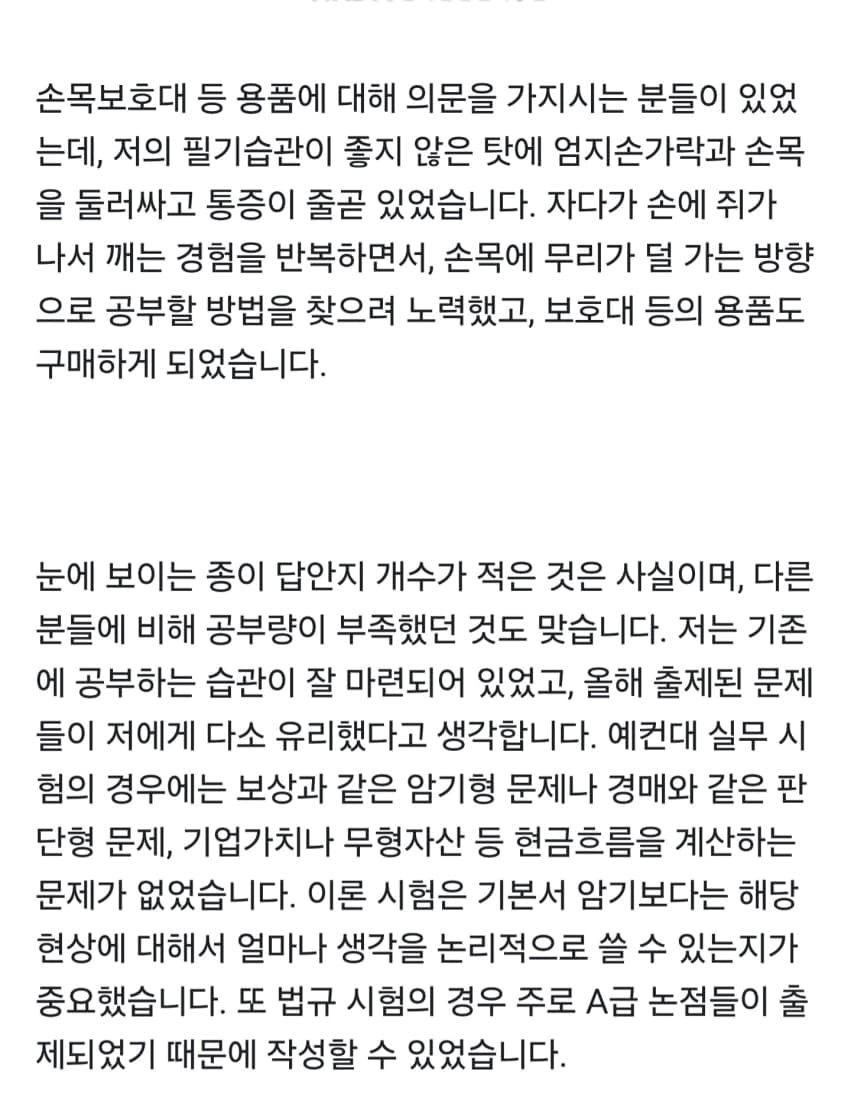 손목보호대 등 용품에 대해 의문을 가지시는 분들이 있었
는데, 저의 필기습관이 좋지 않은 탓에 엄지손가락과 손목
을 둘러싸고 통증이 줄곧 있었습니다. 자다가 손에 쥐가
나서 깨는 경험을 반복하면서, 손목에 무리가 덜 가는 방향
으로 공부할 방법을 찾으려 노력했고, 보호대 등의 용품도
구매하게 되었습니다.
눈에 보이는 종이 답안지 개수가 적은 것은 사실이며, 다른
분들에 비해 공부량이 부족했던 것도 맞습니다. 저는 기존
에 공부하는 습관이 잘 마련되어 있었고, 올해 출제된 문제
들이 저에게 다소 유리했다고 생각합니다. 예컨대 실무 시
험의 경우에는 보상과 같은 암기형 문제나 경매와 같은 판
단형 문제, 기업가치나 무형자산 등 현금흐름을 계산하는
문제가 없었습니다. 이론 시험은 기본서 암기보다는 해당
현상에 대해서 얼마나 생각을 논리적으로 쓸 수 있는지가
중요했습니다. 또 법규 시험의 경우 주로 A급 논점들이 출
제되었기 때문에 작성할 수 있었습니다.